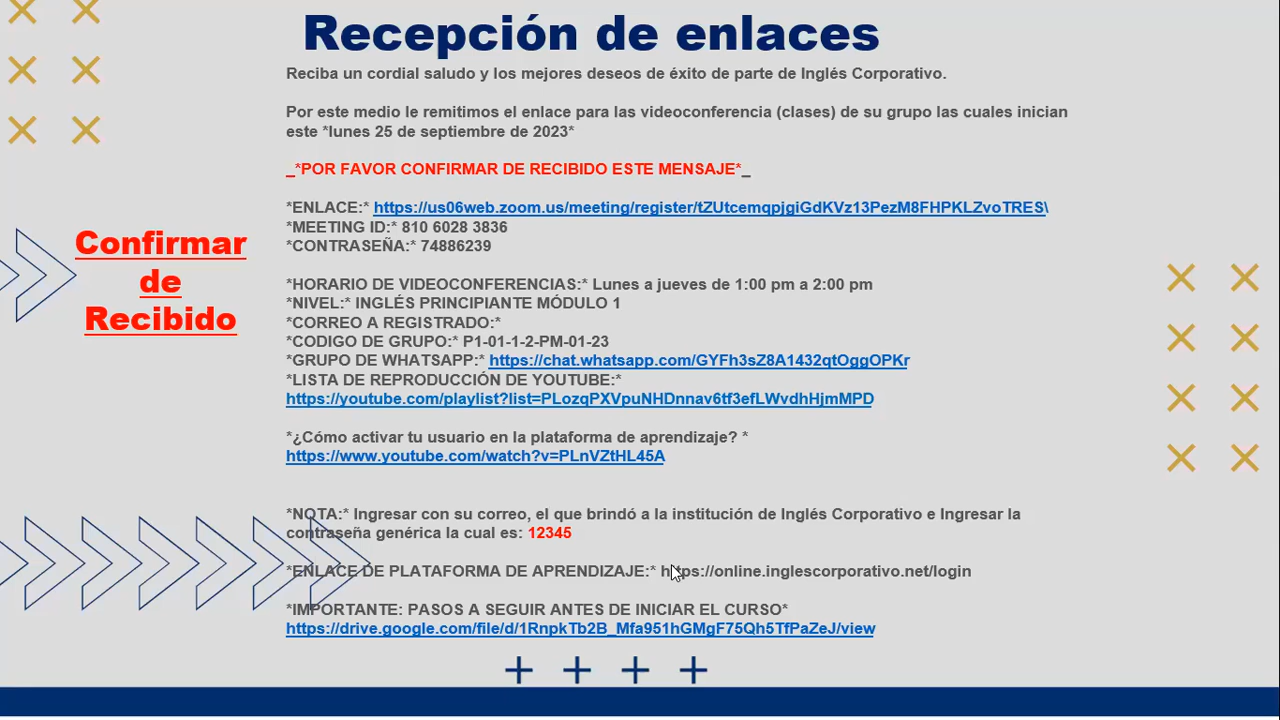 Recepción de enlaces
Reciba un cordial saludo y los mejores deseos de éxito de parte de Inglés Corporativo.
Por este medio le remitimos el enlace para las videoconferencia (clases) de su grupo las cuales inician
este *lunes 25 de septiembre de 2023*
_*POR FAVOR CONFIRMAR DE RECIBIDO ESTE MENSAJE*_
Confirmar
de
Recibido
*ENLACE:* https://us06web.zoom.us/meeting/register/tZUtcemqpjgiGdKVz13PezM8FHPKLZvoTRES\
*MEETING ID:* 810 6028 3836
*CONTRASEÑA:* 74886239
*HORARIO DE VIDEOCONFERENCIAS:* Lunes a jueves de 1:00 pm a 2:00 pm
*NIVEL:* INGLÉS PRINCIPIANTE MÓDULO 1
*CORREO A REGISTRADO:*
*CODIGO DE GRUPO:* P1-01-1-2-PM-01-23
*GRUPO DE WHATSAPP:* https://chat.whatsapp.com/GYFh3sZ8A1432qtOggOPKr
*LISTA DE REPRODUCCIÓN DE YOUTUBE:*
https://youtube.com/playlist?list=PLozqPXVpuNHDnnav6tf3efLWvdhHjmMPD
*¿Cómo activar tu usuario en la plataforma de aprendizaje? *
https://www.youtube.com/watch?v=PLnVZtHL45A
*NOTA:* Ingresar con su correo, el que brindó a la institución de Inglés Corporativo e Ingresar la
contraseña genérica la cual es: 12345
*ENLACE DE PLATAFORMA DE APRENDIZAJE:* https://online.inglescorporativo.net/login
*IMPORTANTE: PASOS A SEGUIR ANTES DE INICIAR EL CURSO*
https://drive.google.com/file/d/1RnpkTb2B_Mfa951hGMgF75Qh5TfPaZeJ/view